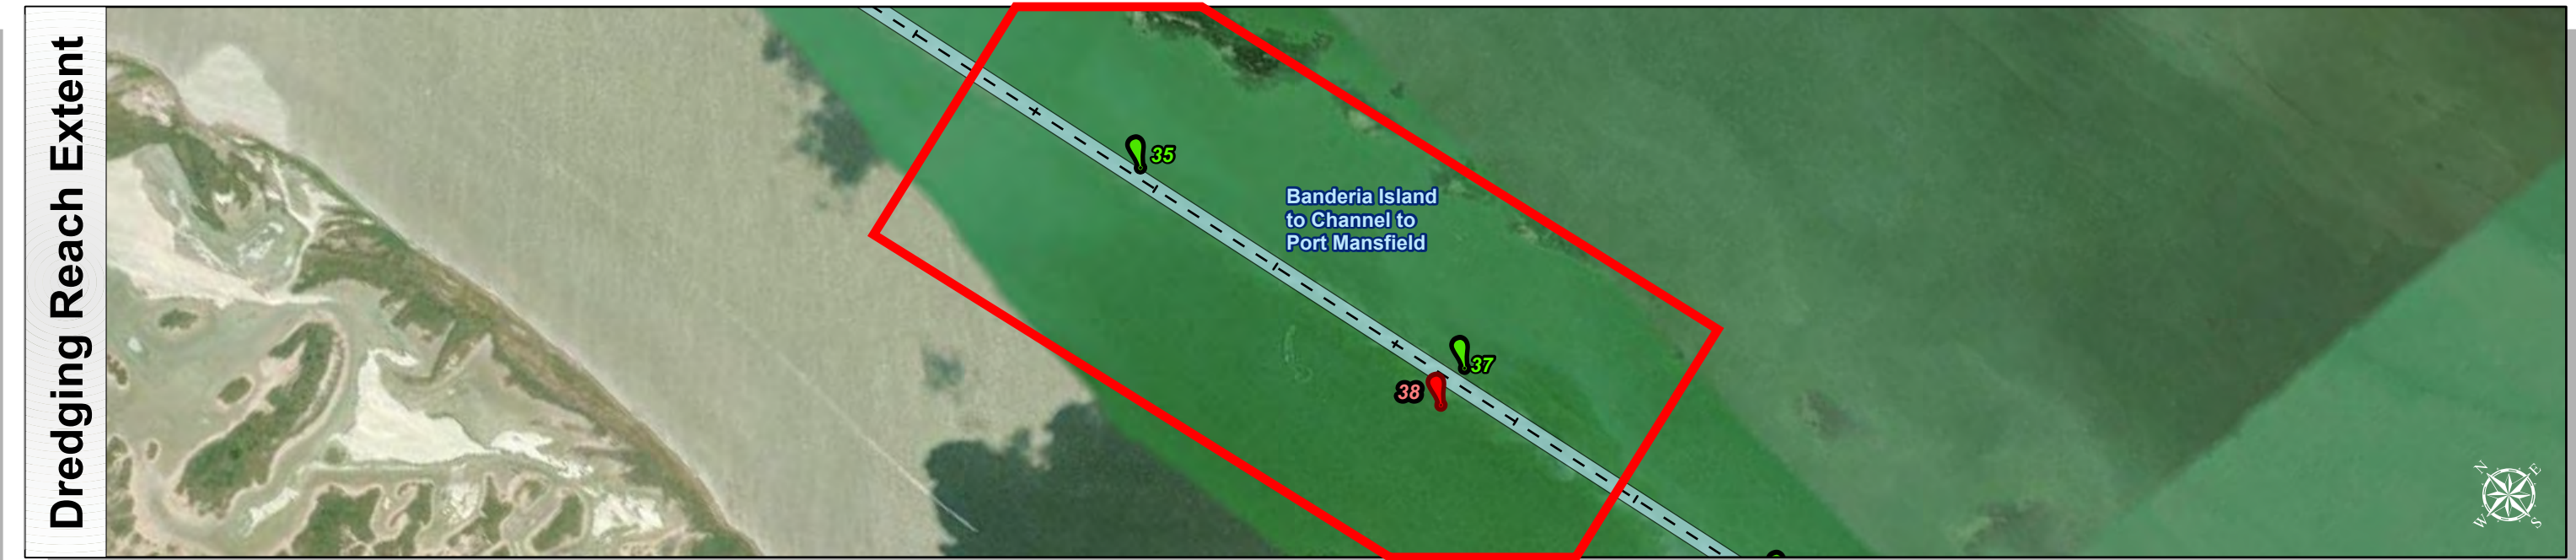 Dredging Reach Extent
35
Banderia Island
to Channel to
Port Mansfield
37
38
N
E
W
S